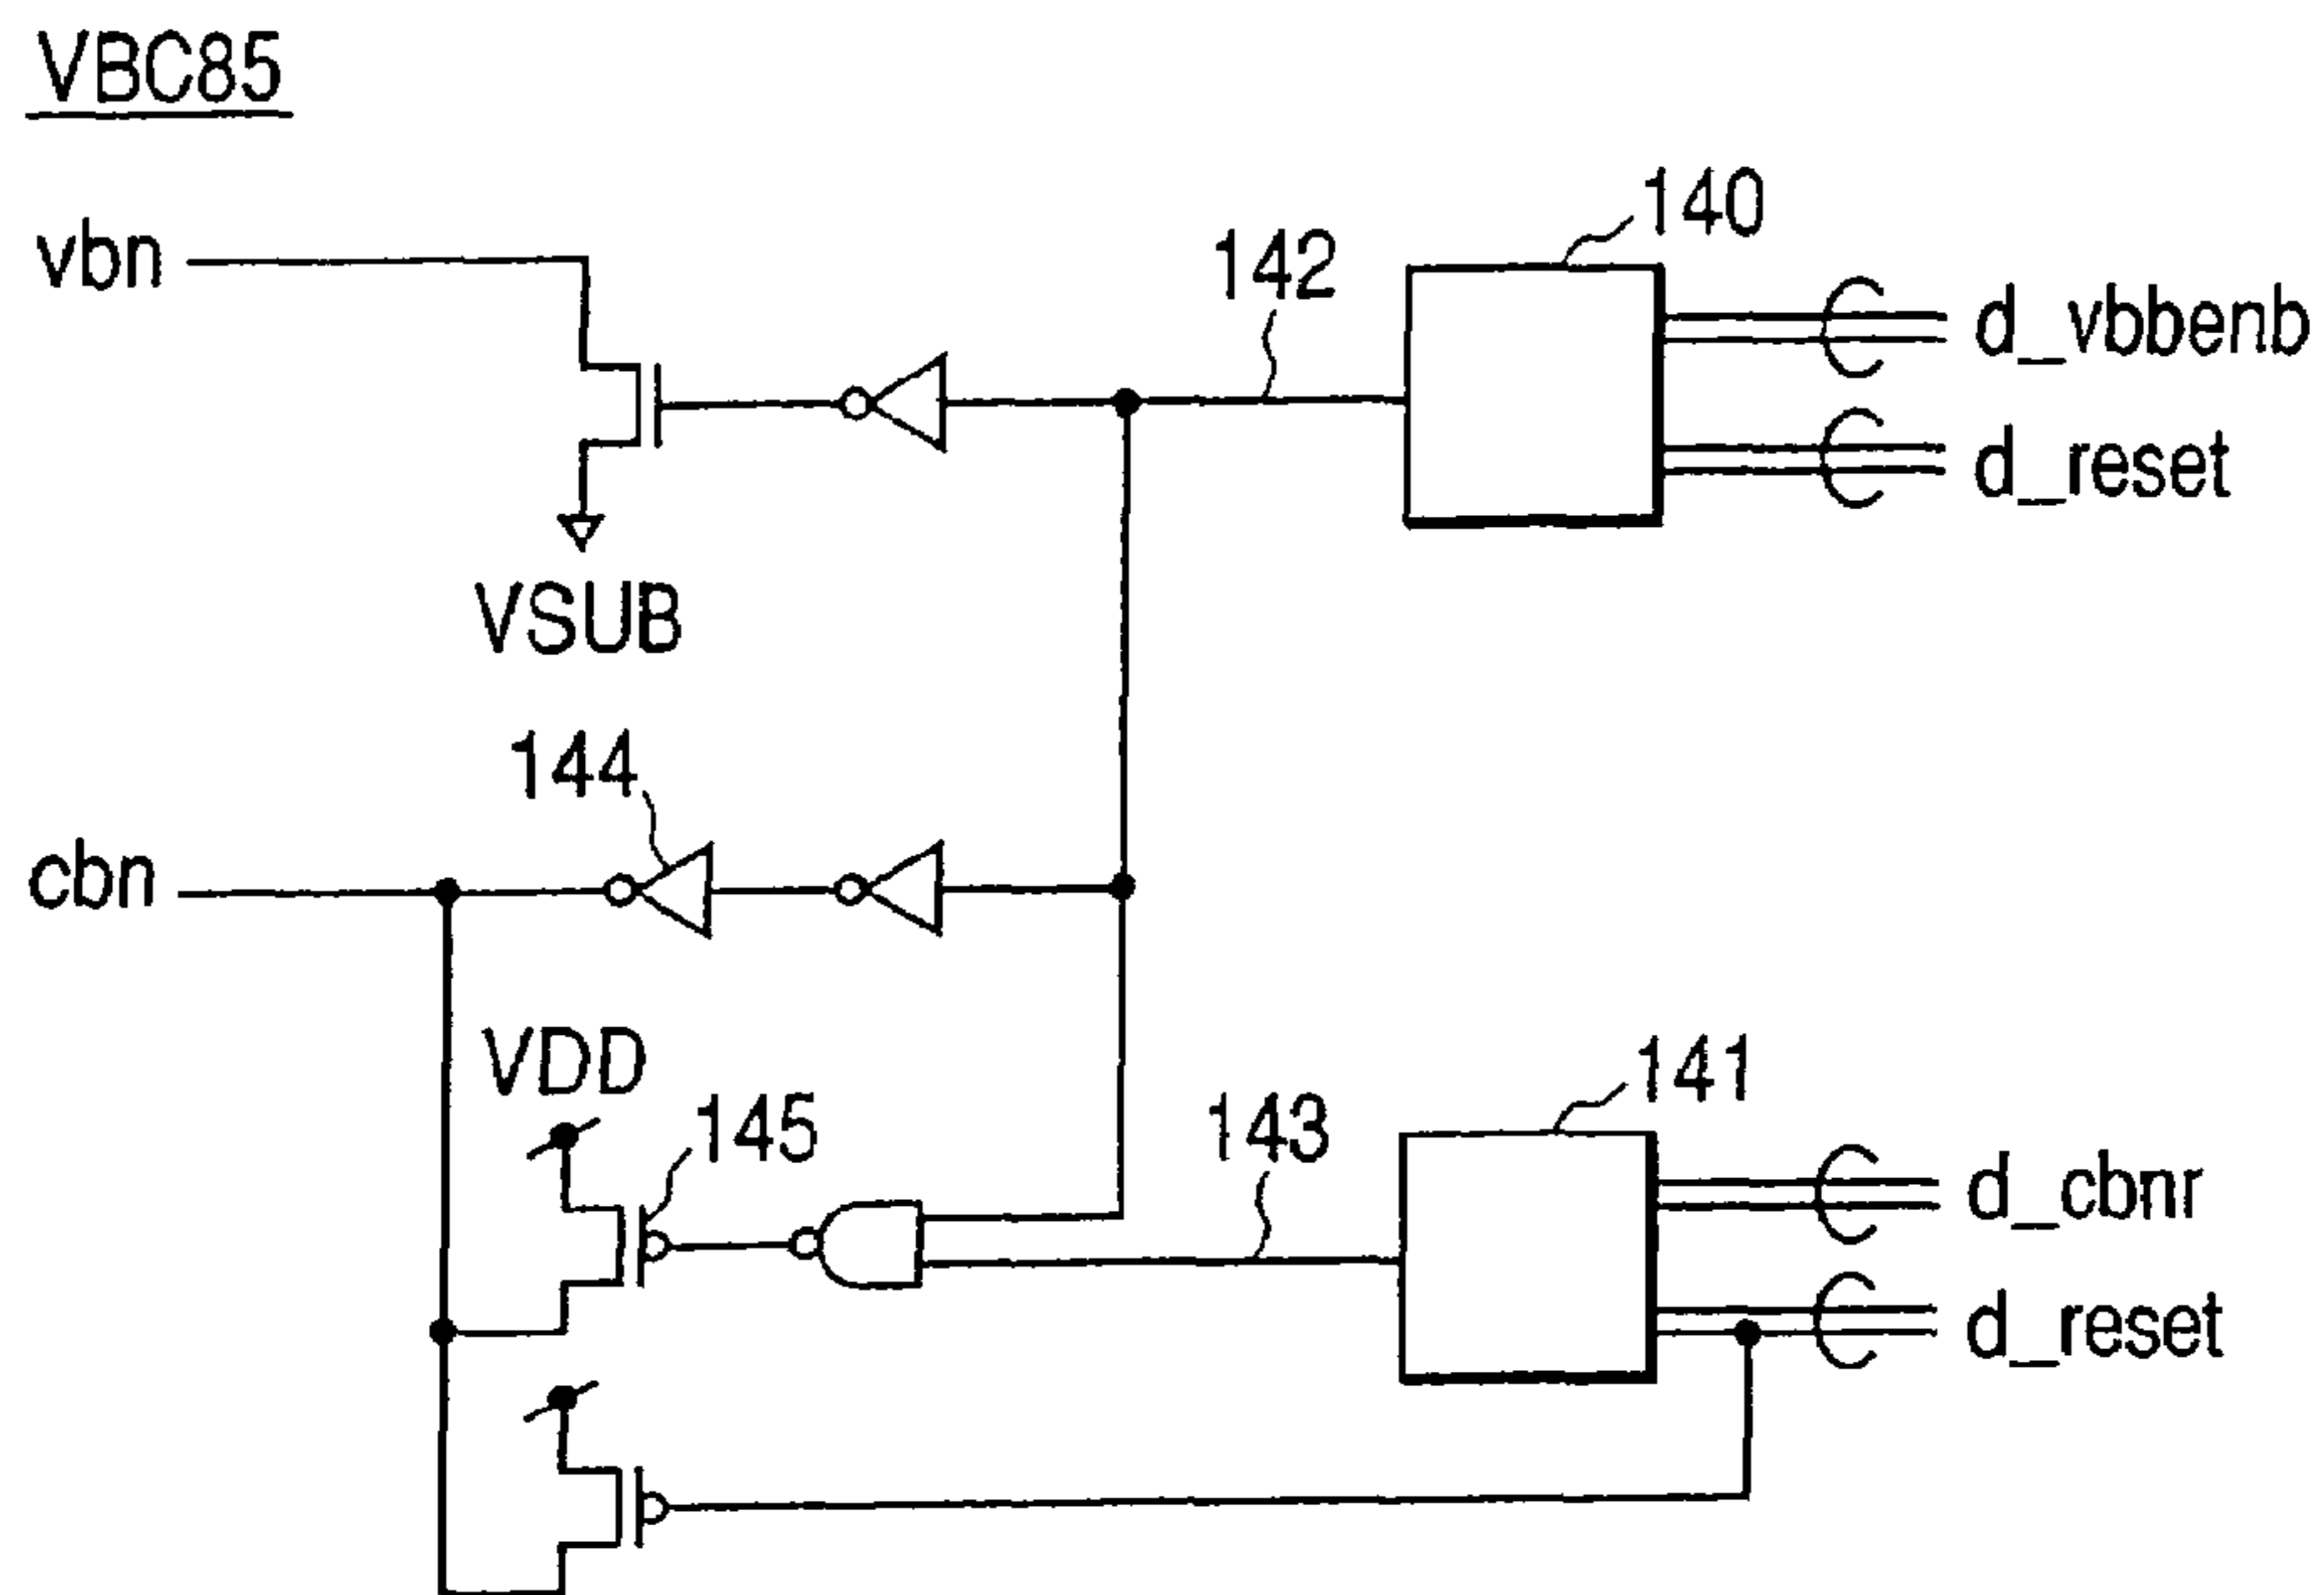 VBC85
140
142
vbn
d_vbbenb
d_reset
VSUB
144
cbn
VDD
141
145
143
d_cbnr
d_reset